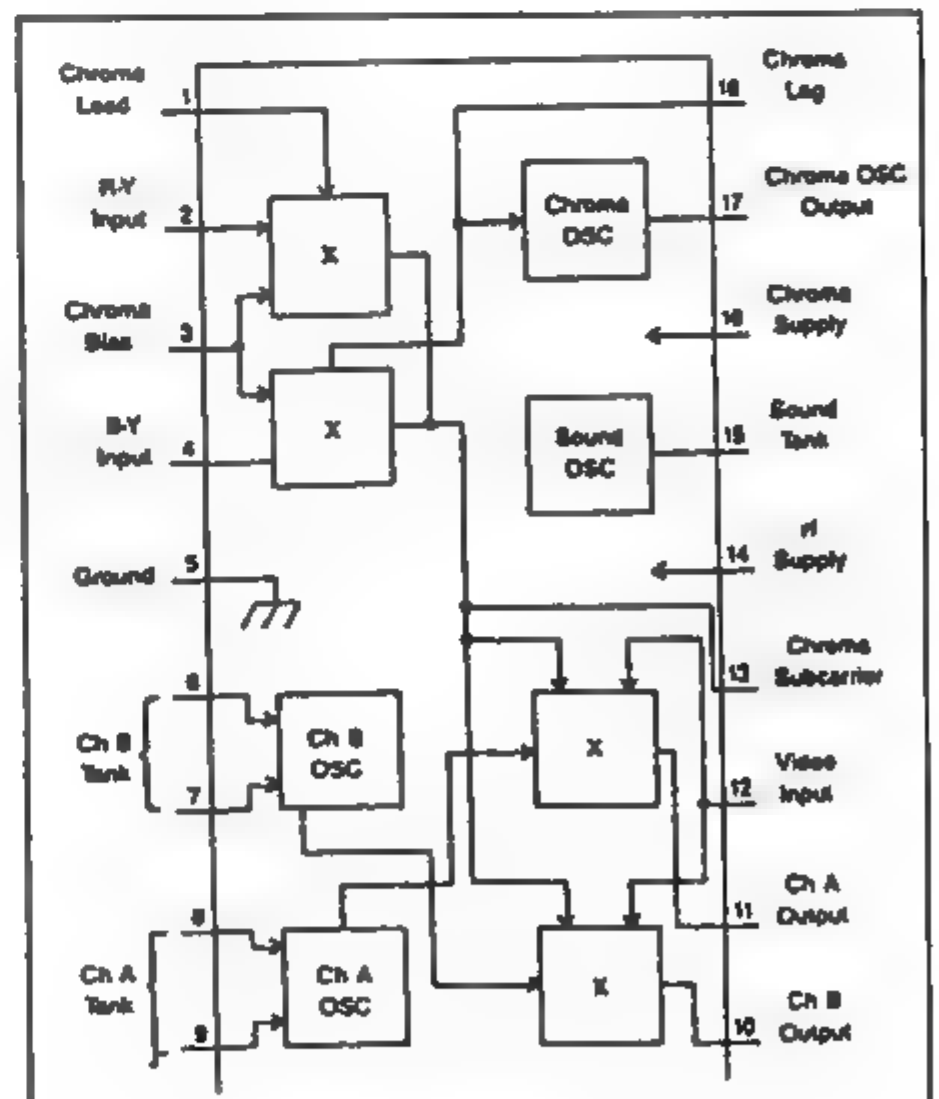 Chroma
Lead
1
R-Y
Input
2
Chroma
Bias
3
B-Y
Input
4
Ground
5
6
Ch B
Tank
7
8
Ch A
Tank
9
X
X
Ch B
OSC
Ch A
OSC
Chroma
OSC
Sound
OSC
X
X
18
Chroma
Lag
17
Chroma OSC
Output
16
Chroma
Supply
15
Sound
Tank
14
rf
Supply
13
Chroma
Subcarrier
12
Video
Input
11
Ch A
Output
10
Ch B
Output